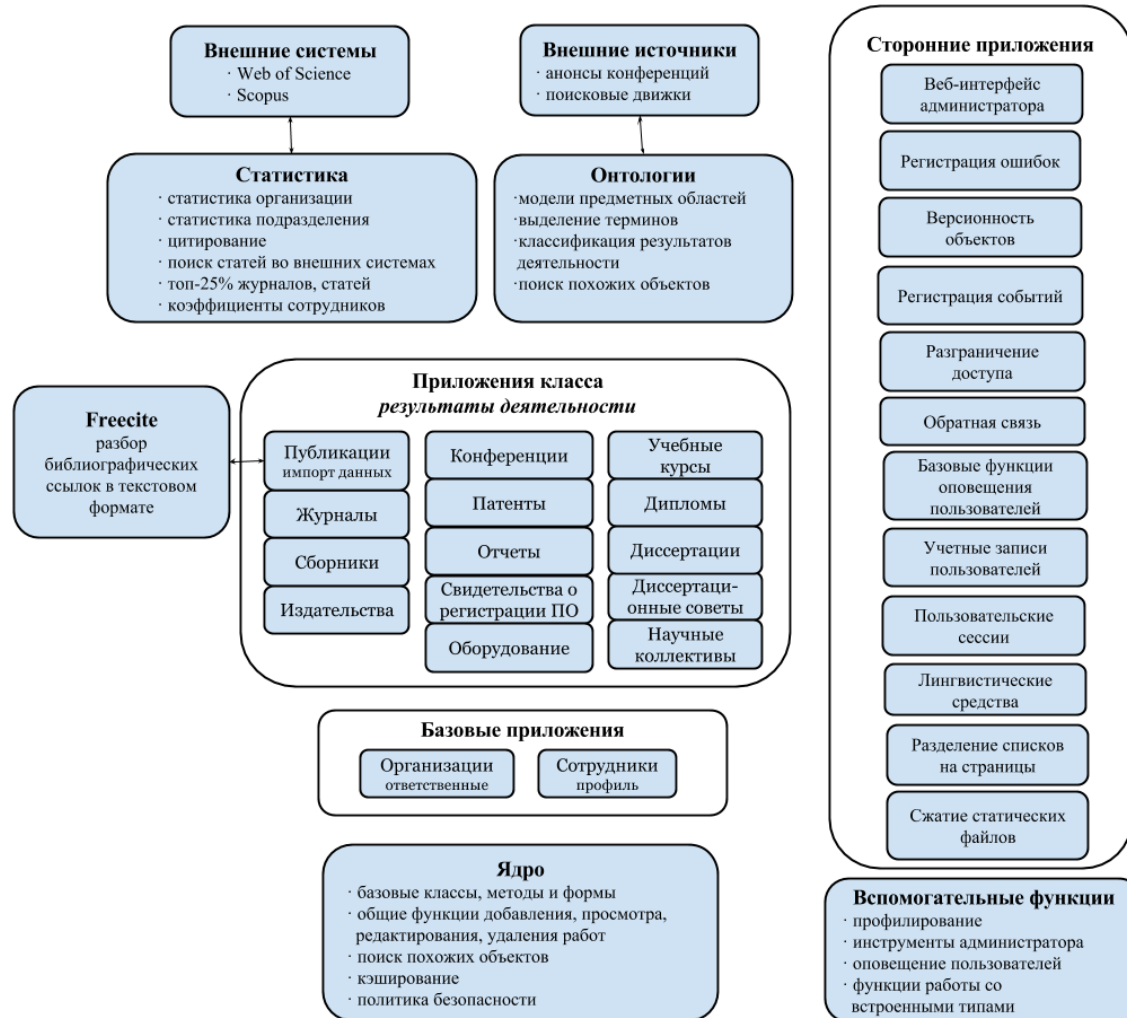 Внешние системы
· Web of Science
· Scopus
Внешние источники
· анонсы конференций
· поисковые движки
Статистика
· статистика организации
· статистика подразделения
· цитирование
· поиск статей во внешних системах
· топ-25% журналов, статей
· коэффициенты сотрудников
Онтологии
·модели предметных областей
·выделение терминов
·классификация результатов
деятельности
·поиск похожих объектов
Freecite
разбор
библиографических
ссылок в текстовом
формате
Приложения класса
результаты деятельности
Публикации
импорт данных
Журналы
Сборники
Издательства
Конференции
Патенты
Отчеты
Свидетельства о
регистрации ПО
Оборудование
Учебные
курсы
Дипломы
Диссертации
Диссертаци-
онные советы
Научные
коллективы
Базовые приложения
Организации
ответственные
Сотрудники
профиль
Ядро
· базовые классы, методы и формы
· общие функции добавления, просмотра,
редактирования, удаления работ
· поиск похожих объектов
· кэширование
· политика безопасности
Сторонние приложения
Веб-интерфейс
администратора
Регистрация ошибок
Версионность
объектов
Регистрация событий
Разграничение
доступа
Обратная связь
Базовые функции
оповещения
пользователей
Учетные записи
пользователей
Пользовательские
сессии
Лингвистические
средства
Разделение списков
на страницы
Сжатие статических
файлов
Вспомогательные функции
· профилирование
· инструменты администратора
· оповещение пользователей
· функции работы со
встроенными типами